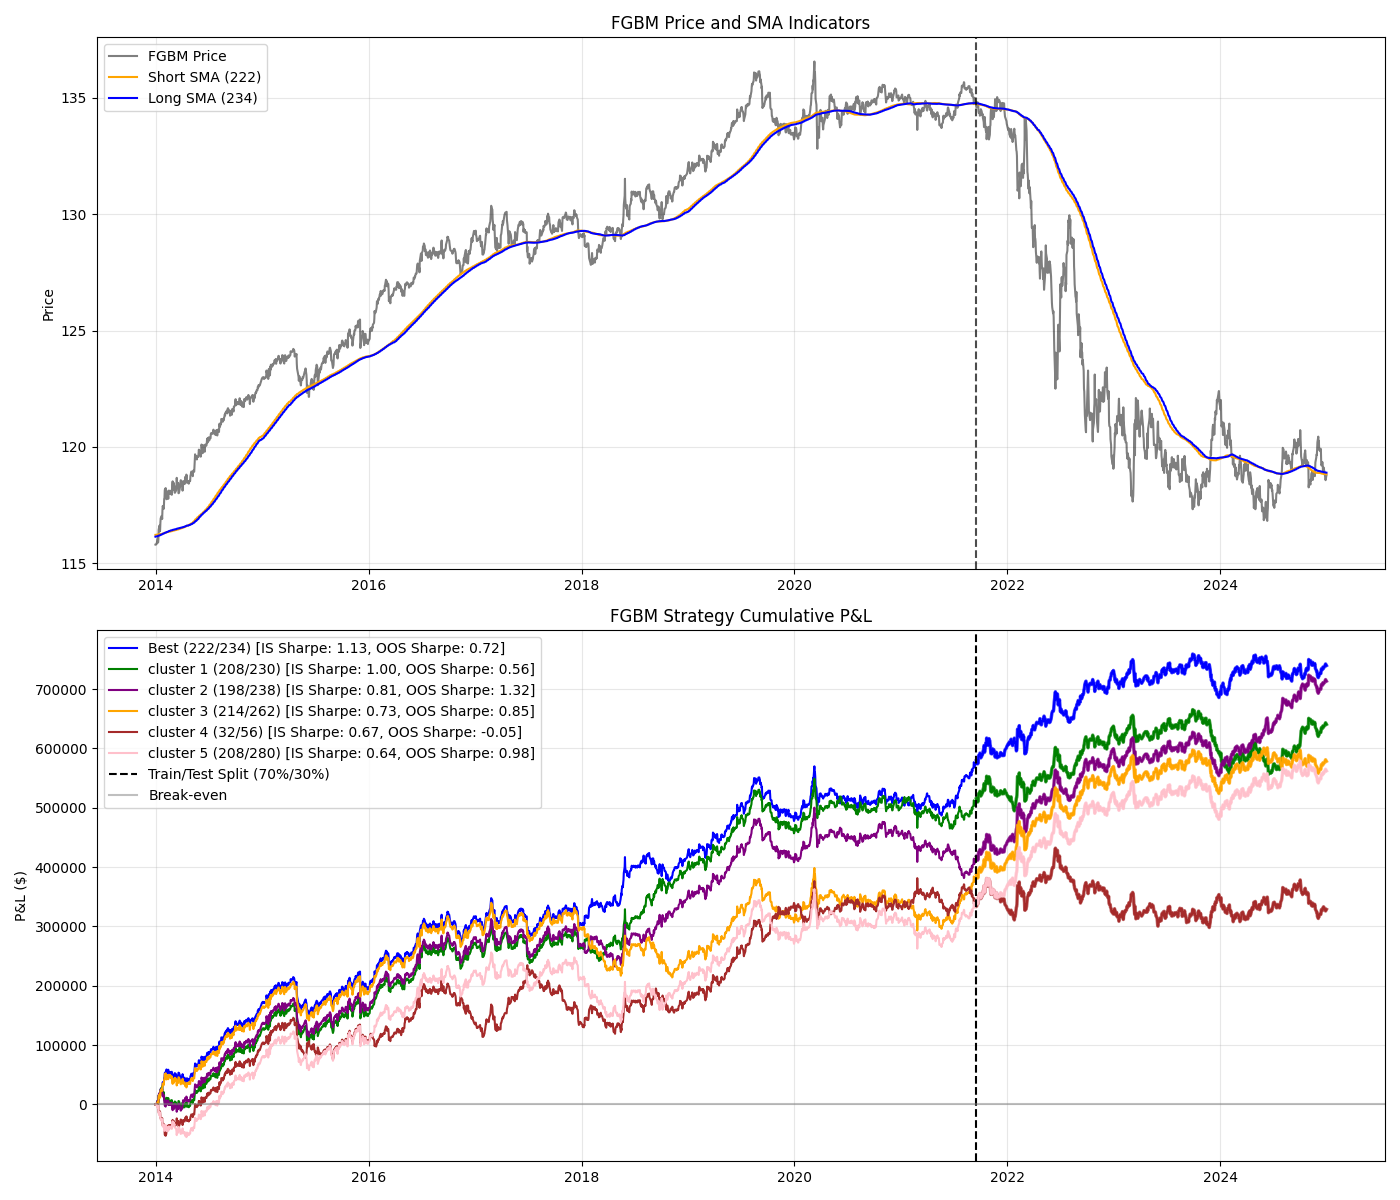 FGBM Price and SMA Indicators
FGBM Price
Short SMA (222)
Long SMA (234)
Price
135
130
125
120
115
2014
2016
2018
2020
2022
2024
FGBM Strategy Cumulative P&L
Best (222/234) [IS Sharpe: 1.13, OOS Sharpe: 0.72]
cluster 1 (208/230) [IS Sharpe: 1.00, OOS Sharpe: 0.56]
cluster 2 (198/238) [IS Sharpe: 0.81, OOS Sharpe: 1.32]
cluster 3 (214/262) [IS Sharpe: 0.73, OOS Sharpe: 0.85]
cluster 4 (32/56) [IS Sharpe: 0.67, OOS Sharpe: -0.05]
cluster 5 (208/280) [IS Sharpe: 0.64, OOS Sharpe: 0.98]
Train/Test Split (70%/30%)
Break-even
P&L ($)
700000
600000
500000
400000
300000
200000
100000
0
2014
2016
2018
2020
2022
2024